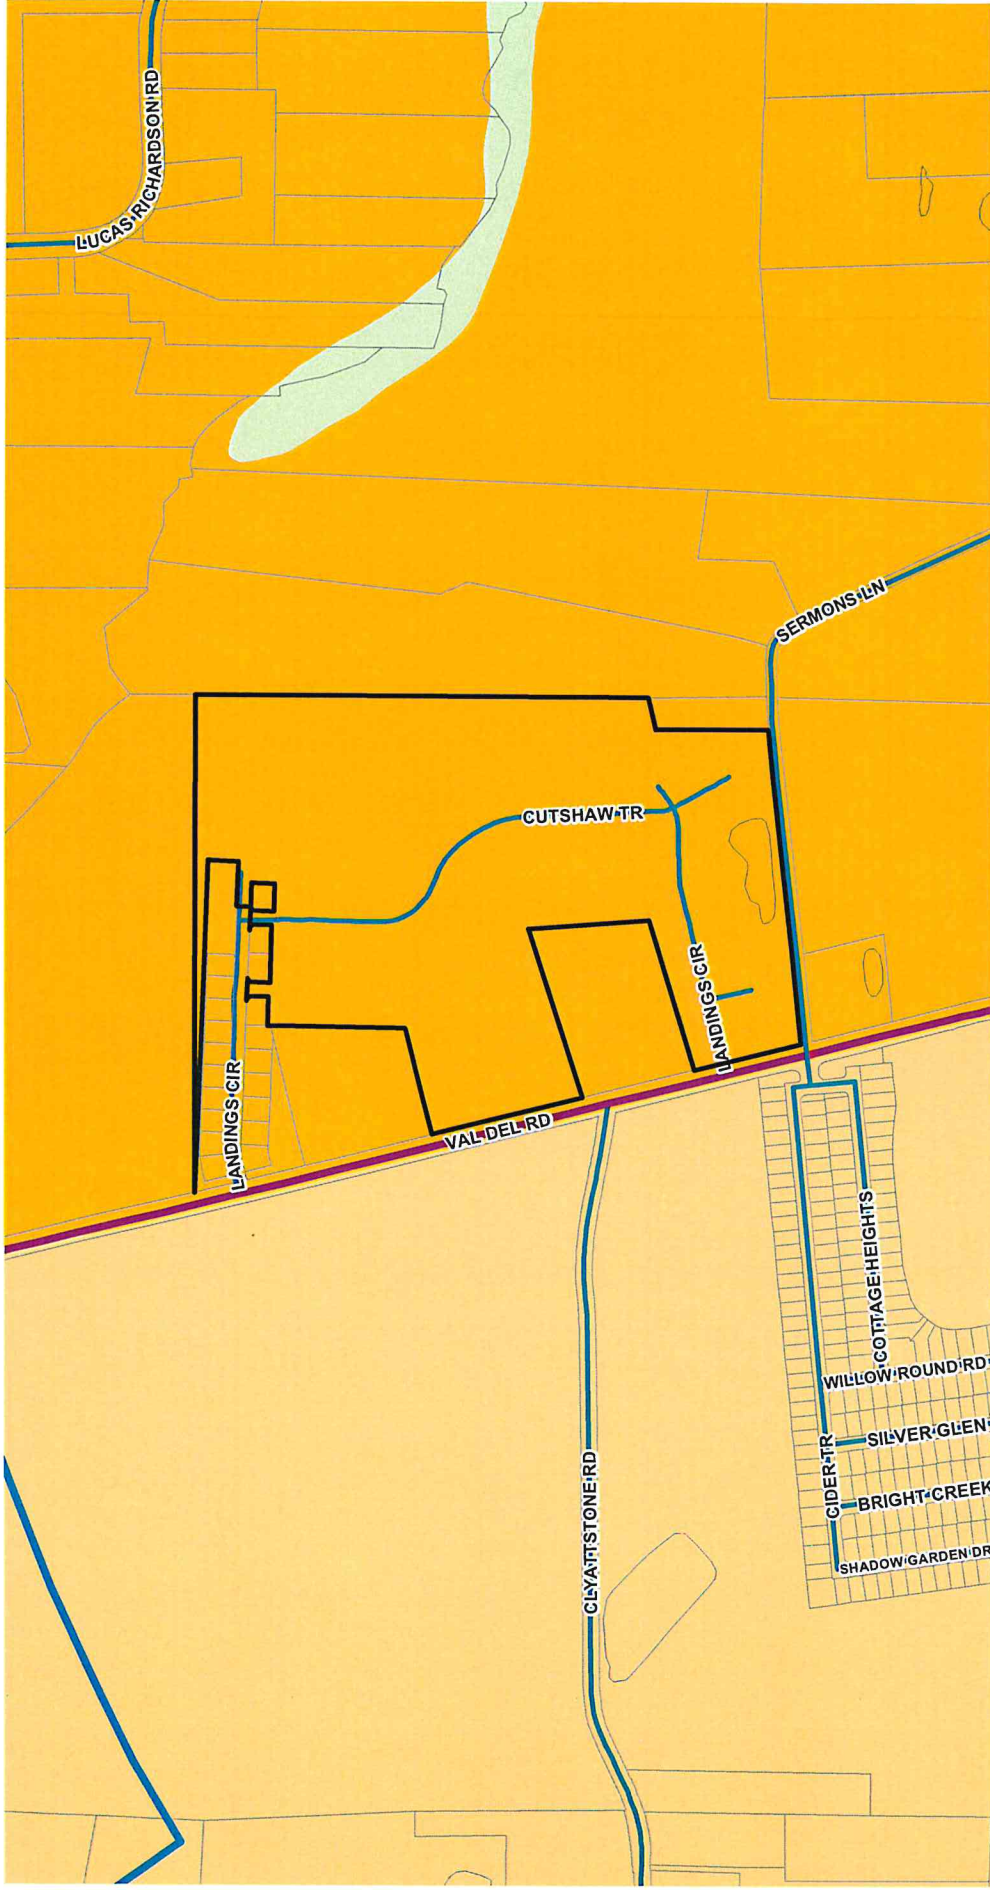 LUCAS RICHARDSON RD
SERMONS LN
CUTSHAW TR
LANDINGS CIR
LANDINGS CIR
VAL DEL RD
COTTAGE HEIGHTS
WILLOW ROUND RD
SILVER GLEN
CIDER TR
BRIGHT CREEK
CLYATTSTONE RD
SHADOW GARDEN DR